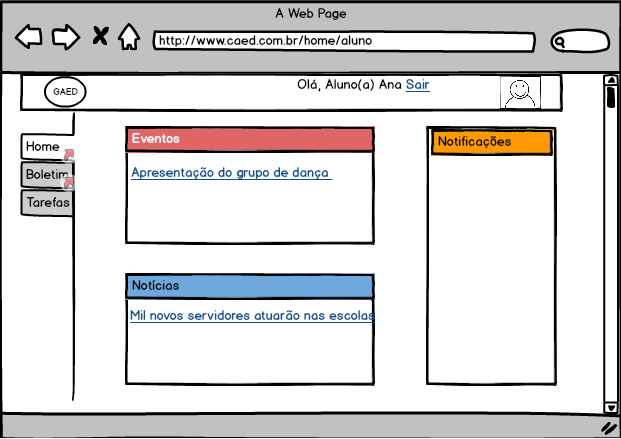 A Web Page
http://www.caed.com.br/home/aluno
GAED
Olá, Aluno(a) Ana Sair
Home
Boletim
Tarefas
Eventos
Apresentação do grupo de dança
Notícias
Mil novos servidores atuarão nas escolas
Notificações